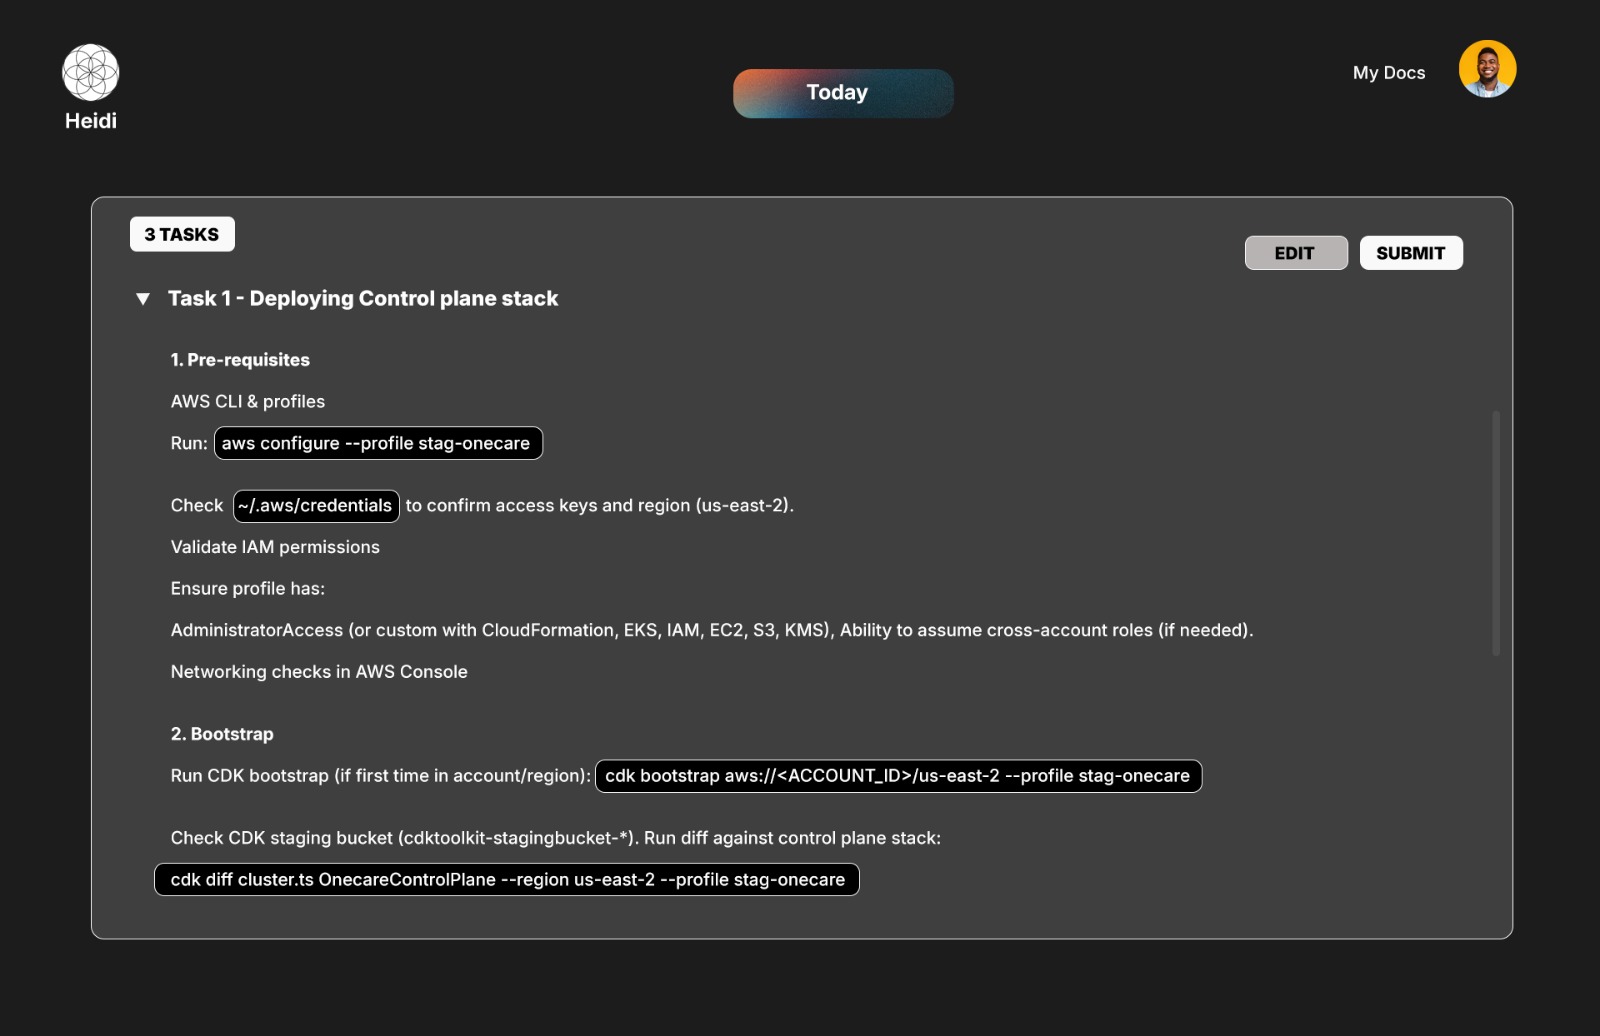 Heidi
Today
My Docs
3 TASKS
EDIT
SUBMIT
Task 1 - Deploying Control plane stack
1. Pre-requisites
AWS CLI & profiles
Run: aws configure --profile stag-onecare
Check ~/.aws/credentials to confirm access keys and region (us-east-2).
Validate IAM permissions
Ensure profile has:
AdministratorAccess (or custom with CloudFormation, EKS, IAM, EC2, S3, KMS), Ability to assume cross-account roles (if needed).
Networking checks in AWS Console
2. Bootstrap
Run CDK bootstrap (if first time in account/region): cdk bootstrap aws://<ACCOUNT_ID>/us-east-2 --profile stag-onecare
Check CDK staging bucket (cdktoolkit-stagingbucket-*). Run diff against control plane stack:
cdk diff cluster.ts OnecareControlPlane --region us-east-2 --profile stag-onecare